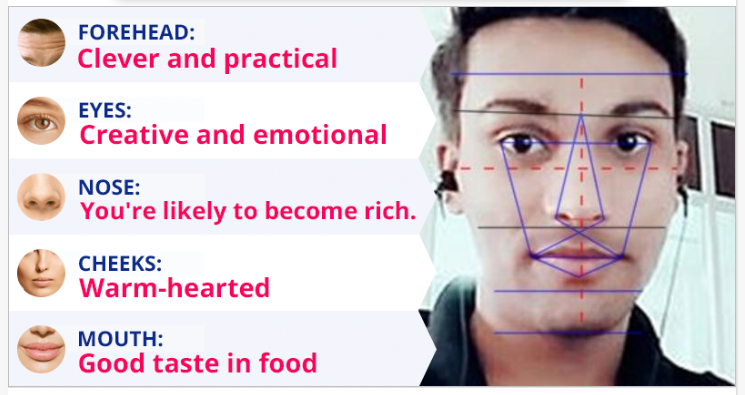 FOREHEAD:
Clever and practical
EYES:
Creative and emotional
NOSE:
You're likely to become rich.
CHEEKS:
Warm-hearted
MOUTH:
Good taste in food